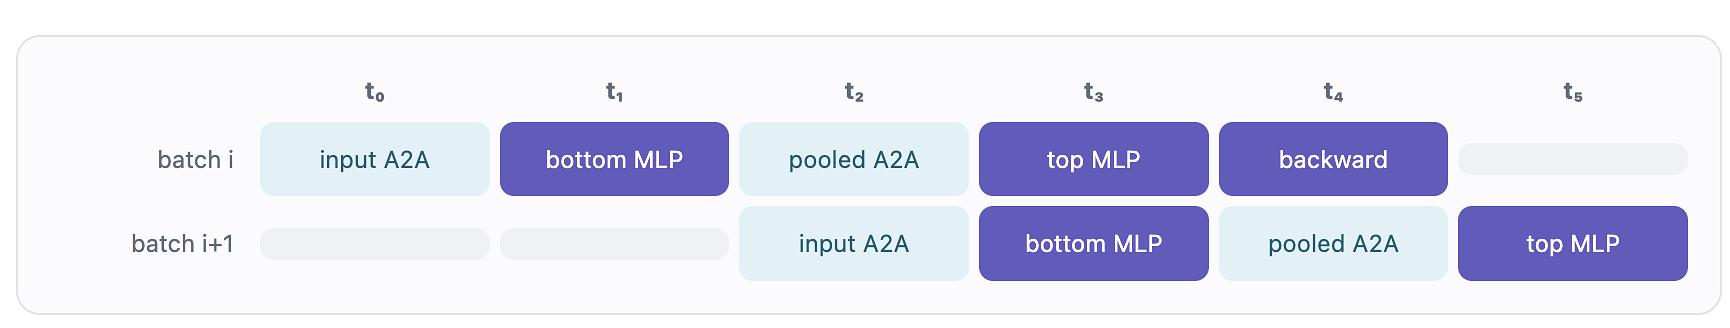 t₀ t₁ t₂ t₃ t₄ t₅
batch i input A2A bottom MLP pooled A2A top MLP backward
batch i+1 input A2A bottom MLP pooled A2A top MLP